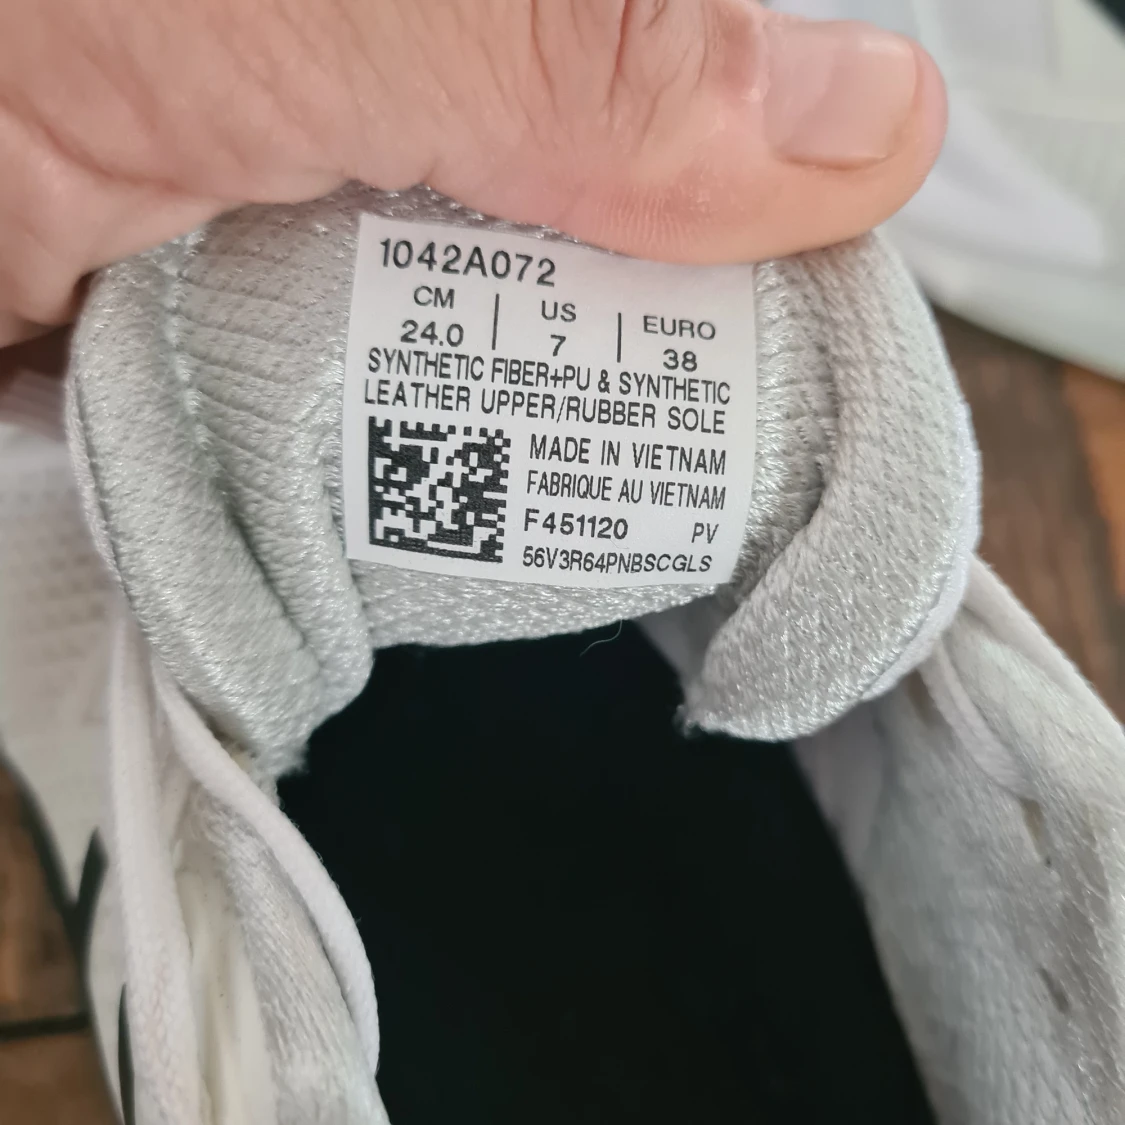 1042A072
CM | US | EURO
24.0 | 7 | 38
SYNTHETIC FIBER+PU & SYNTHETIC
LEATHER UPPER/RUBBER SOLE
MADE IN VIETNAM
FABRIQUE AU VIETNAM
F451120 PV
56V3R64PNBSCGLS